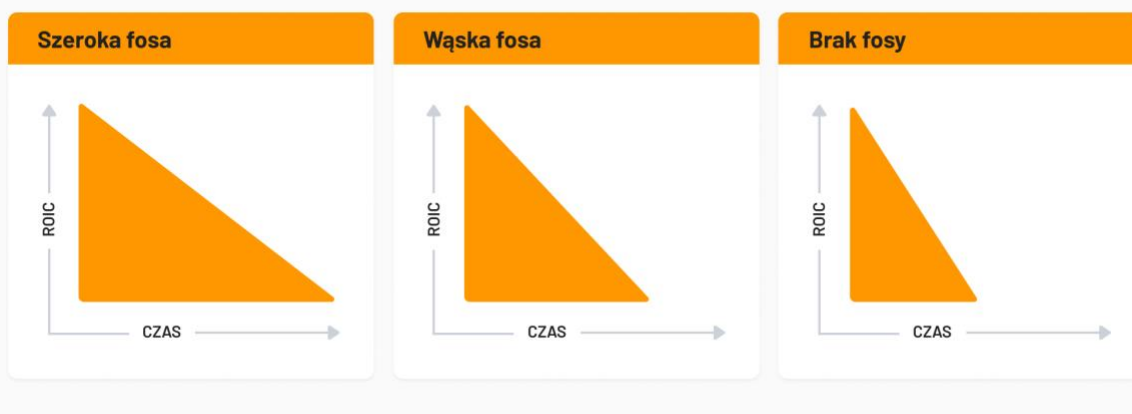 Szeroka fosa
ROIC
CZAS
Wąska fosa
ROIC
CZAS
Brak fosy
ROIC
CZAS